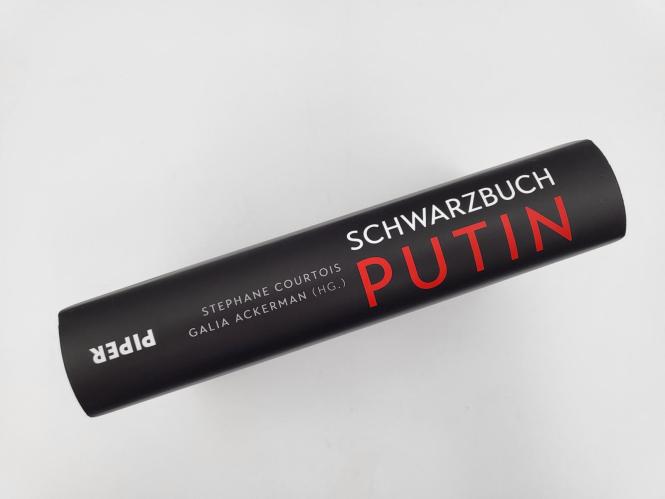 SCHWARZBUCH
PUTIN
STEPHANE COURTOIS
GALIA ACKERMAN (HG.)
PIPER